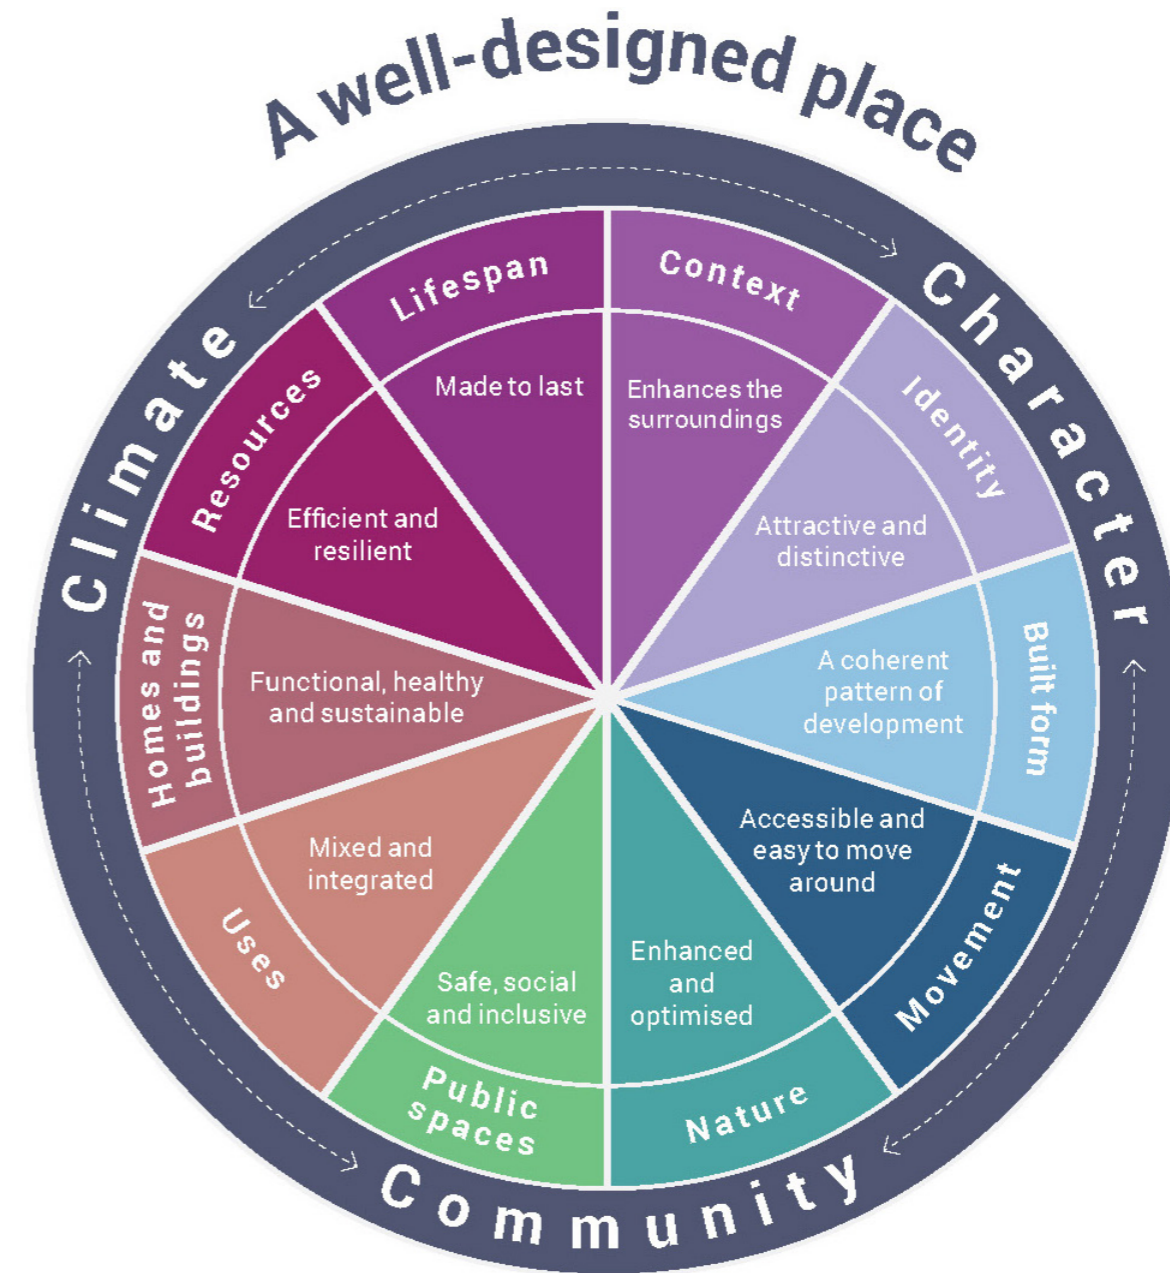 A well-designed place
Climate
Character
Community
Context
Enhances the
surroundings
Identity
Attractive and
distinctive
Built form
A coherent
pattern of
development
Movement
Accessible and
easy to move
around
Nature
Enhanced
and
optimised
Public
spaces
Safe, social
and inclusive
Uses
Mixed and
integrated
Homes and
buildings
Functional, healthy
and sustainable
Resources
Efficient and
resilient
Lifespan
Made to last